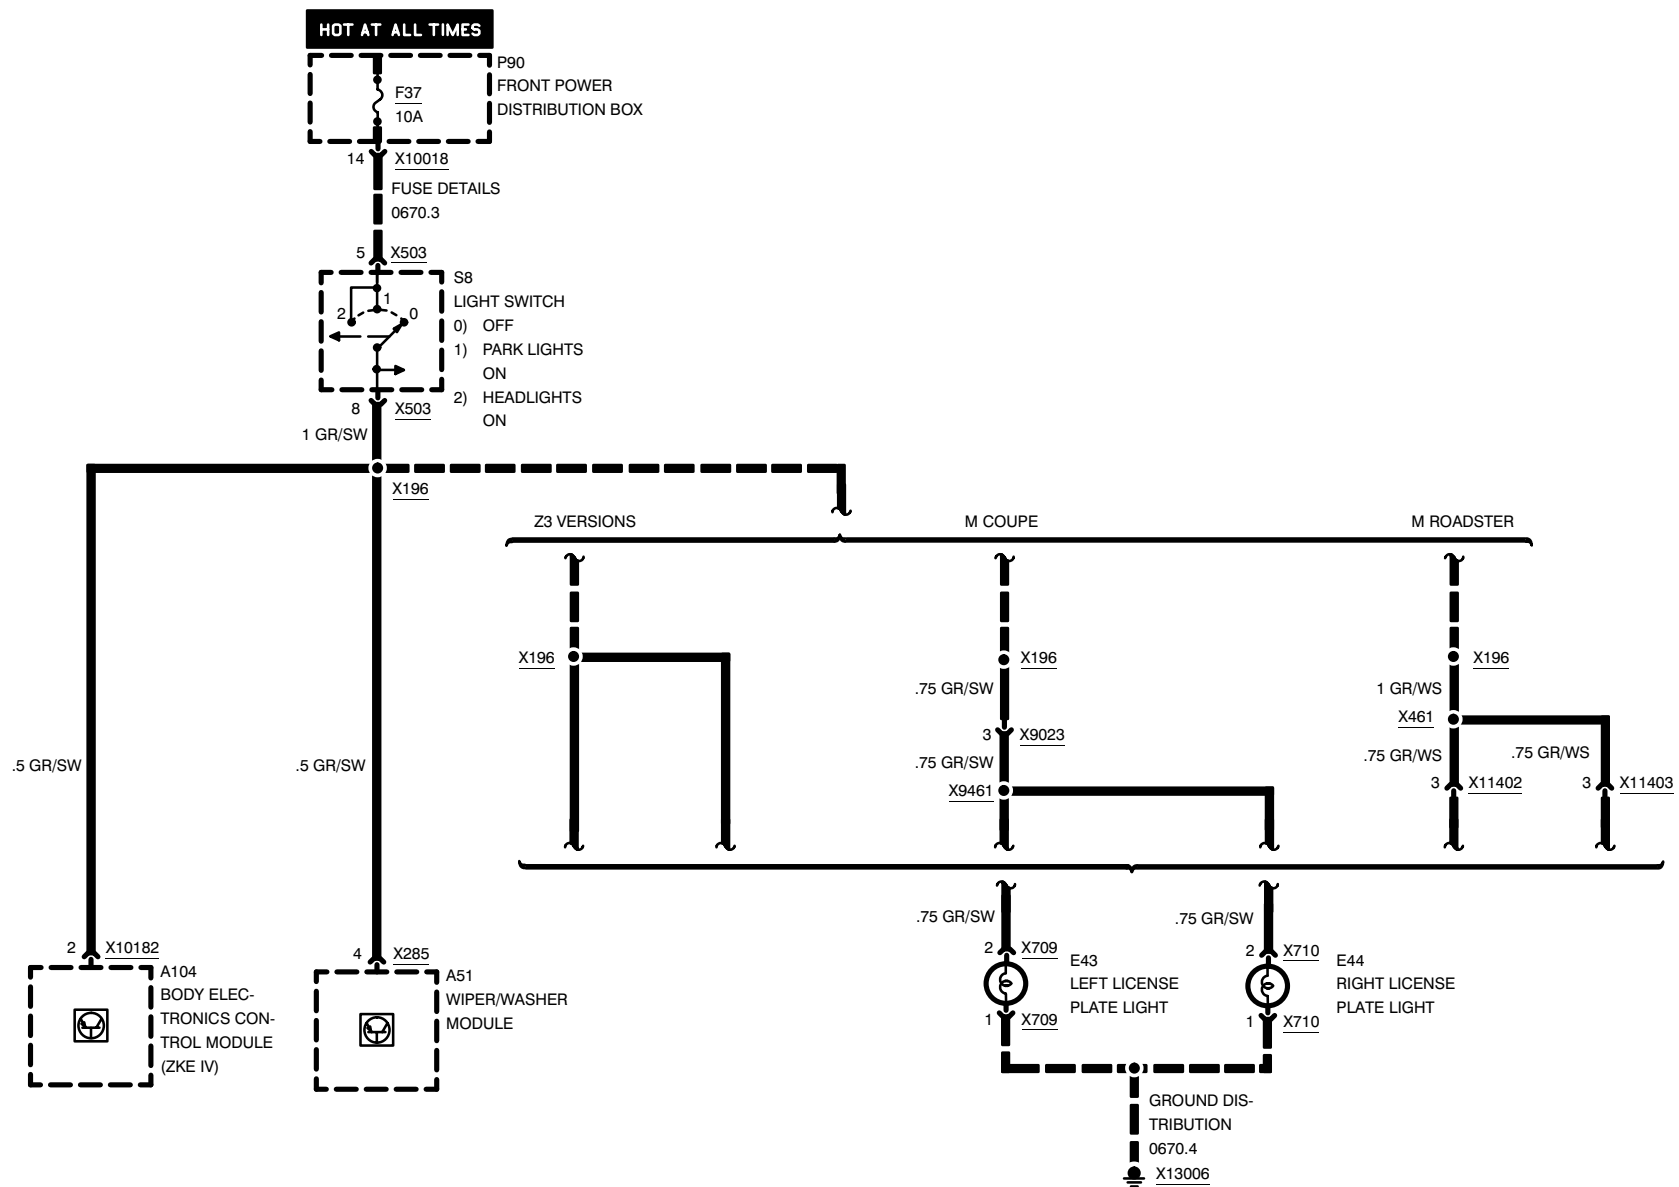 HOT AT ALL TIMES
P90
FRONT POWER
DISTRIBUTION BOX
F37
10A
14
X10018
FUSE DETAILS
0670.3
5
X503
S8
LIGHT SWITCH
0) OFF
1) PARK LIGHTS
ON
2) HEADLIGHTS
ON
1
2
0
8
X503
1 GR/SW
X196
Z3 VERSIONS
M COUPE
M ROADSTER
X196
X196
X196
.75 GR/SW
1 GR/WS
X461
3
X9023
.75 GR/SW
.75 GR/WS
.75 GR/WS
.5 GR/SW
.5 GR/SW
X9461
3
X11402
3
X11403
.75 GR/SW
.75 GR/SW
2
X10182
4
X285
2
X709
2
X710
A104
BODY ELEC-
TRONICS CON-
TROL MODULE
(ZKE IV)
A51
WIPER/WASHER
MODULE
E43
LEFT LICENSE
PLATE LIGHT
E44
RIGHT LICENSE
PLATE LIGHT
1
X709
1
X710
GROUND DIS-
TRIBUTION
0670.4
X13006